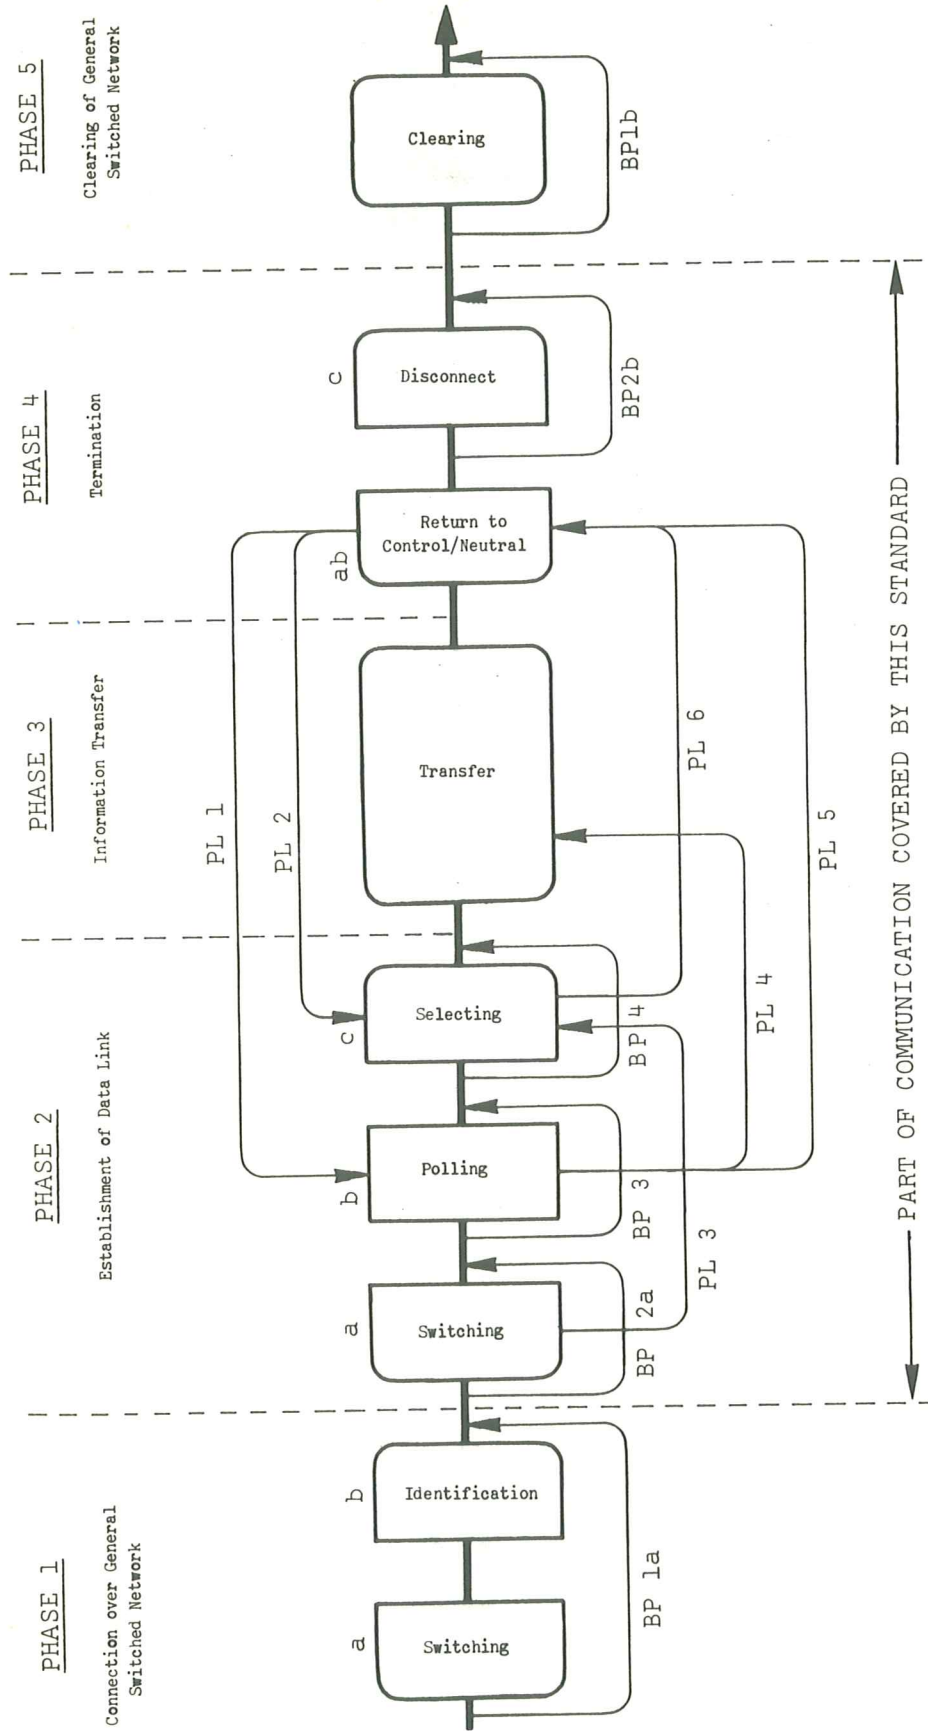 PHASE 1
Connection over General
Switched Network
PHASE 2
Establishment of Data Link
PHASE 3
Information Transfer
PHASE 4
Termination
PHASE 5
Clearing of General
Switched Network
PL 1
PL 2
a
Switching
b
Identification
a
Switching
b
Polling
c
Selecting
Transfer
ab
Return to
Control/Neutral
c
Disconnect
Clearing
BP 1a
BP 2a
BP 3
BP 4
BP2b
BP1b
PL 3
PL 6
PL 4
PL 5
PART OF COMMUNICATION COVERED BY THIS STANDARD